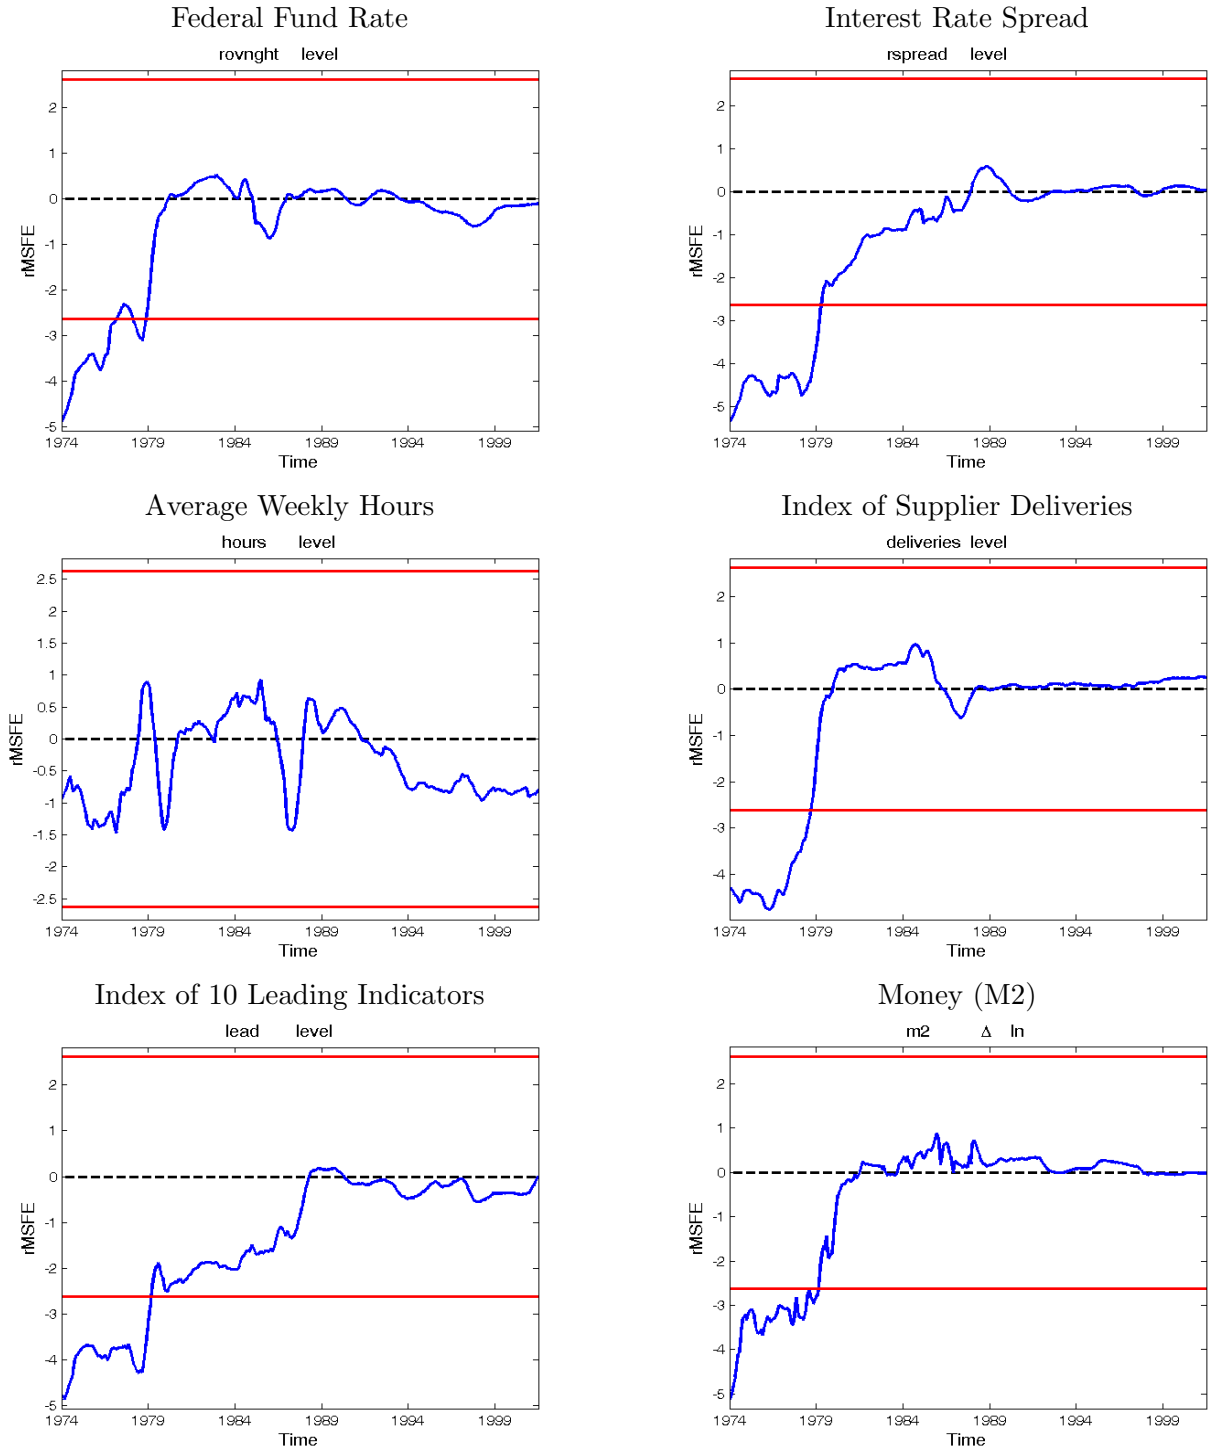 Federal Fund Rate
rovnght level
2
1
0
-1
-2
-3
-4
-5
rMSFE
1974 1979 1984 1989 1994 1999
Time
Interest Rate Spread
rspread level
2
1
0
-1
-2
-3
-4
-5
rMSFE
1974 1979 1984 1989 1994 1999
Time
Average Weekly Hours
hours level
2.5
2
1.5
1
0.5
0
-0.5
-1
-1.5
-2
-2.5
rMSFE
1974 1979 1984 1989 1994 1999
Time
Index of Supplier Deliveries
deliveries level
2
1
0
-1
-2
-3
-4
rMSFE
1974 1979 1984 1989 1994 1999
Time
Index of 10 Leading Indicators
lead level
2
1
0
-1
-2
-3
-4
-5
rMSFE
1974 1979 1984 1989 1994 1999
Time
Money (M2)
m2 Δ ln
2
1
0
-1
-2
-3
-4
-5
rMSFE
1974 1979 1984 1989 1994 1999
Time